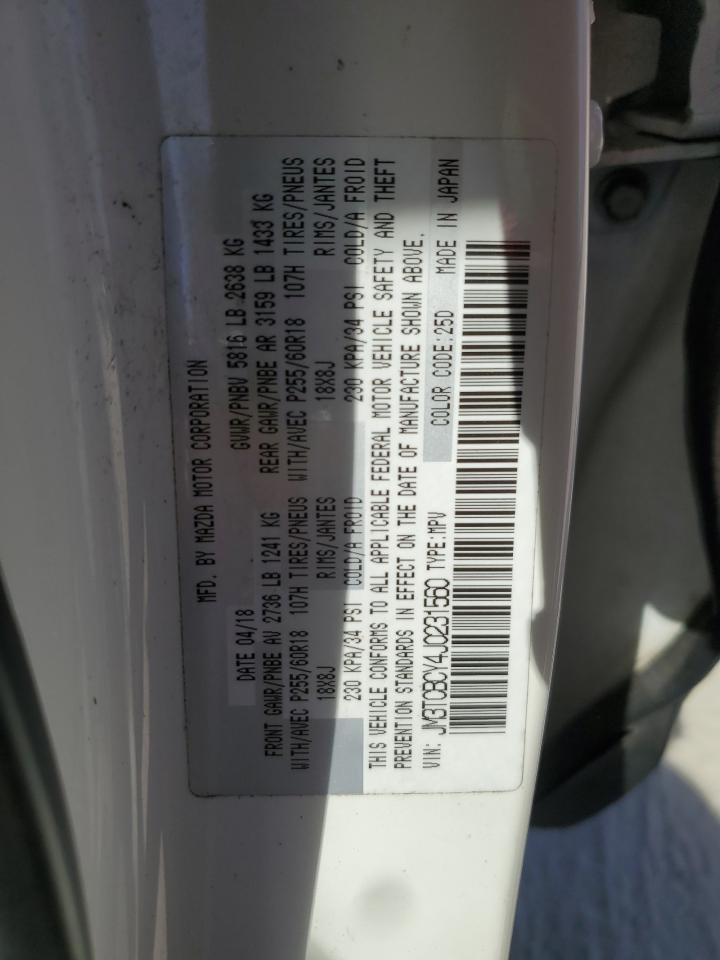 MFD. BY MAZDA MOTOR CORPORATION
DATE 04/18 GVWR/PNBV 5816 LB 2638 KG
FRONT GAWR/PNBE AV 2736 LB 1241 KG REAR GAWR/PNBE AR 3159 LB 1433 KG
WITH/AVEC P255/60R18 107H TIRES/PNEUS WITH/AVEC P255/60R18 107H TIRES/PNEUS
18X8J RIMS/JANTES 18X8J RIMS/JANTES
230 KPA/34 PSI COLD/A FROID 230 KPA/34 PSI COLD/A FROID
THIS VEHICLE CONFORMS TO ALL APPLICABLE FEDERAL MOTOR VEHICLE SAFETY AND THEFT
PREVENTION STANDARDS IN EFFECT ON THE DATE OF MANUFACTURE SHOWN ABOVE.
VIN: JM3TCBCY4J0231560 TYPE:MPV COLOR CODE:25D MADE IN JAPAN